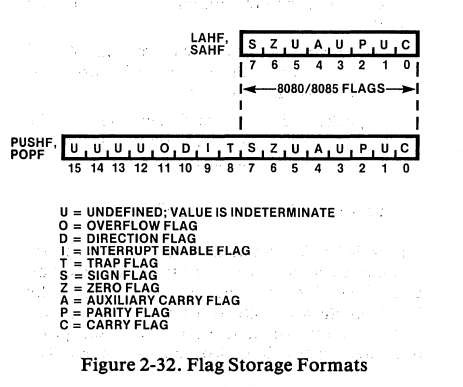 LAHF,
SAHF
S Z U A U P U C
7 6 5 4 3 2 1 0
8080/8085 FLAGS
PUSHF,
POPF
U U U U O D I T S Z U A U P U C
15 14 13 12 11 10 9 8 7 6 5 4 3 2 1 0
U = UNDEFINED; VALUE IS INDETERMINATE
O = OVERFLOW FLAG
D = DIRECTION FLAG
I = INTERRUPT ENABLE FLAG
T = TRAP FLAG
S = SIGN FLAG
Z = ZERO FLAG
A = AUXILIARY CARRY FLAG
P = PARITY FLAG
C = CARRY FLAG
Figure 2-32. Flag Storage Formats